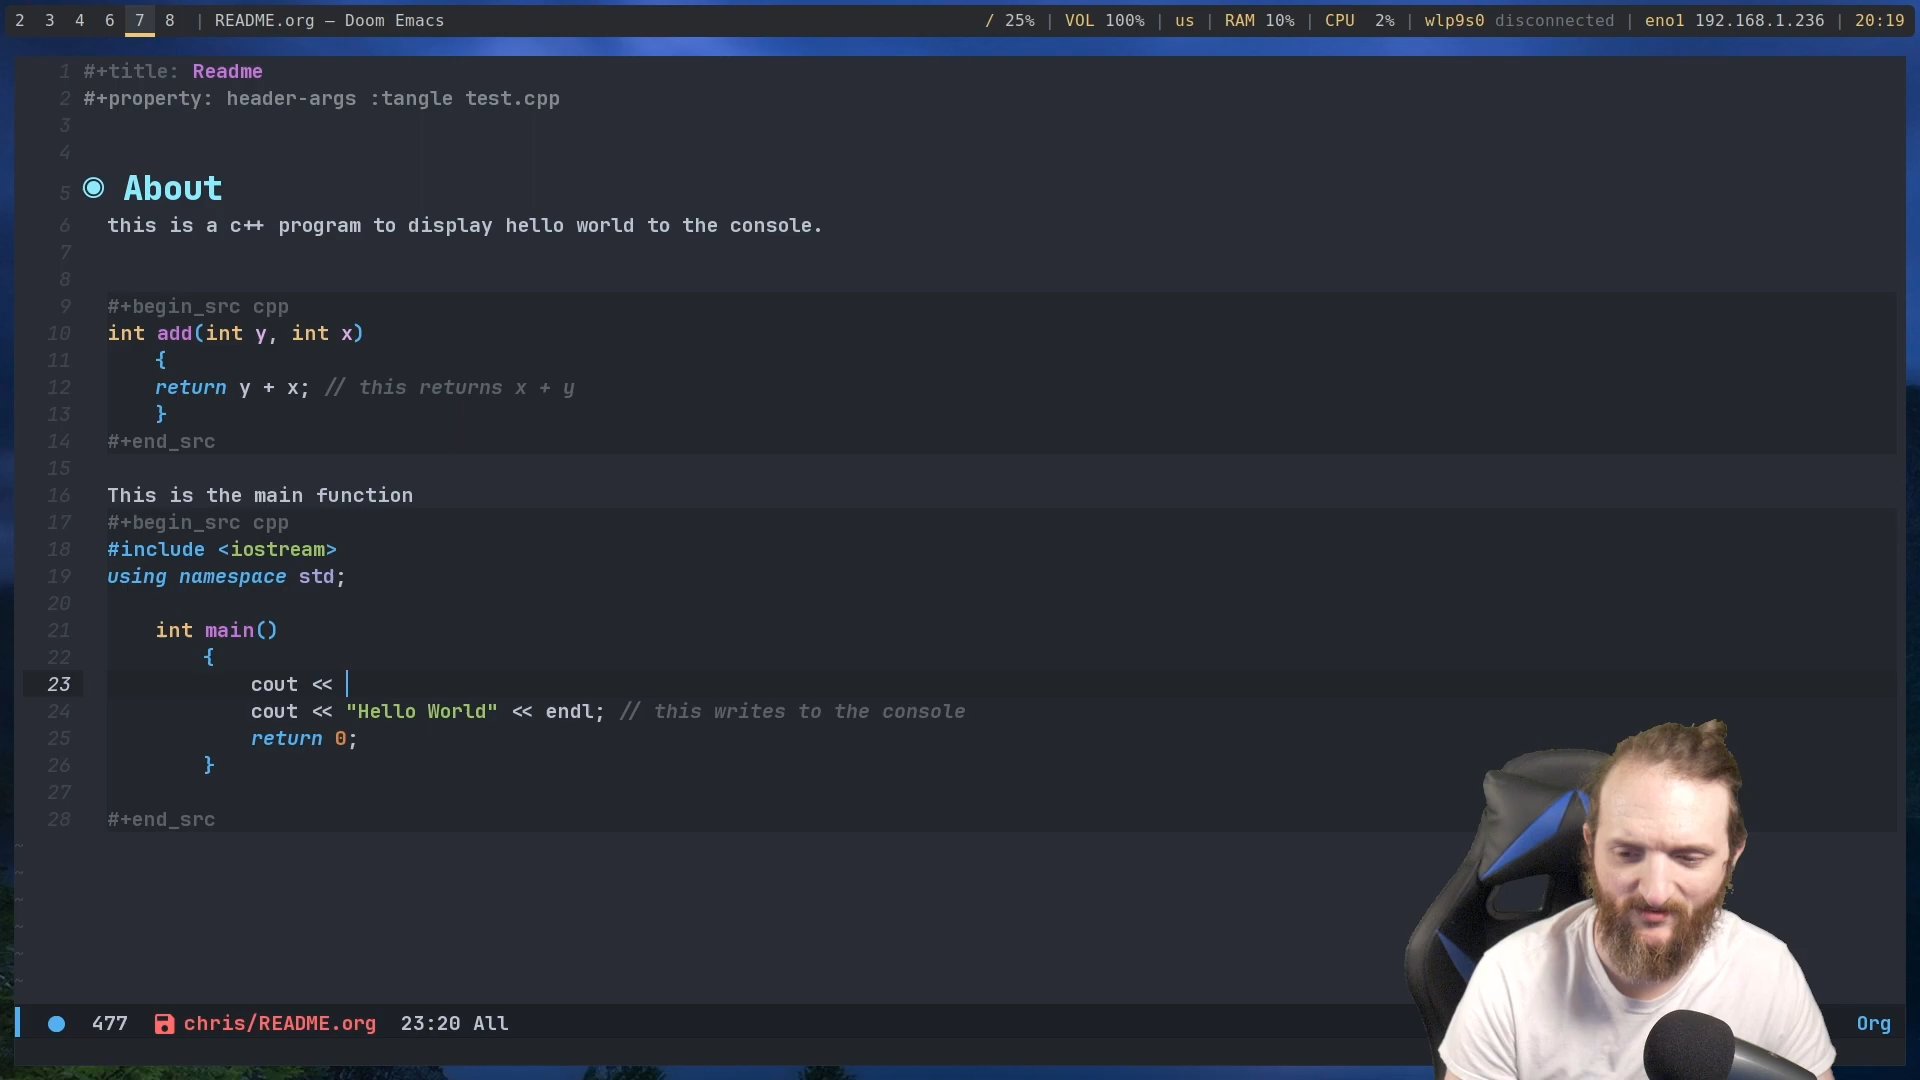 2 3 4 6 7 8 | README.org – Doom Emacs / 25% | VOL 100% | us | RAM 10% | CPU 2% | wlp9s0 disconnected | eno1 192.168.1.236 | 20:19
1 #+title: Readme
2 #+property: header-args :tangle test.cpp
3
4
5 ◉ About
6 this is a c++ program to display hello world to the console.
7
8
9 #+begin_src cpp
10 int add(int y, int x)
11 {
12 return y + x; // this returns x + y
13 }
14 #+end_src
15
16 This is the main function
17 #+begin_src cpp
18 #include <iostream>
19 using namespace std;
20
21 int main()
22 {
23 cout <<
24 cout << "Hello World" << endl; // this writes to the console
25 return 0;
26 }
27
28 #+end_src
~
~
~
~
~
~
477 chris/README.org 23:20 All Org